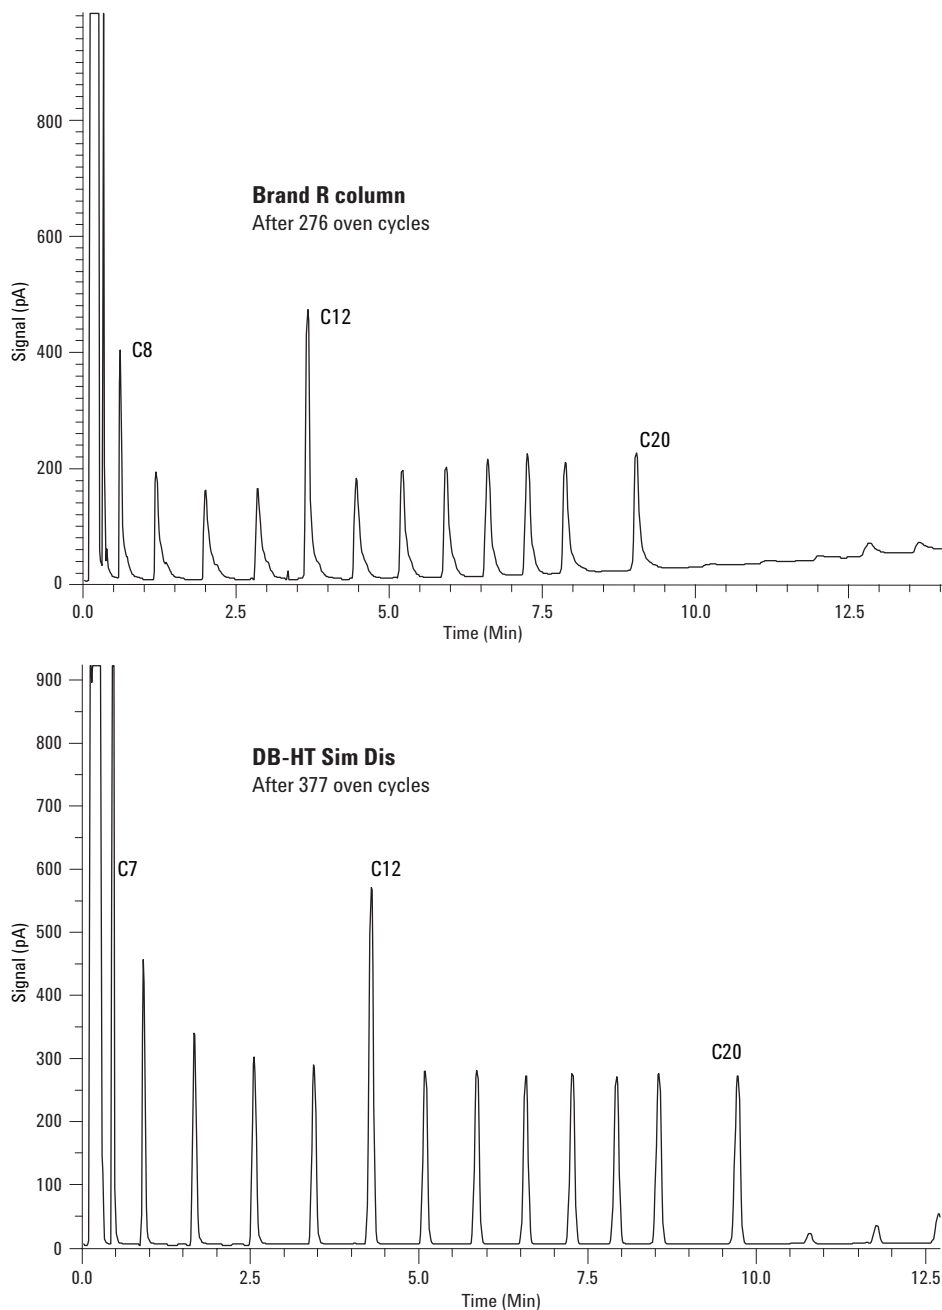 800
Brand R column
After 276 oven cycles
600
Signal (pA)
C12
C8
400
C20
200
0
0.0 2.5 5.0 7.5 10.0 12.5
Time (Min)
900
800
DB-HT Sim Dis
After 377 oven cycles
700
600
C7 C12
500
Signal (pA)
400
300
C20
200
100
0
0.0 2.5 5.0 7.5 10.0 12.5
Time (Min)